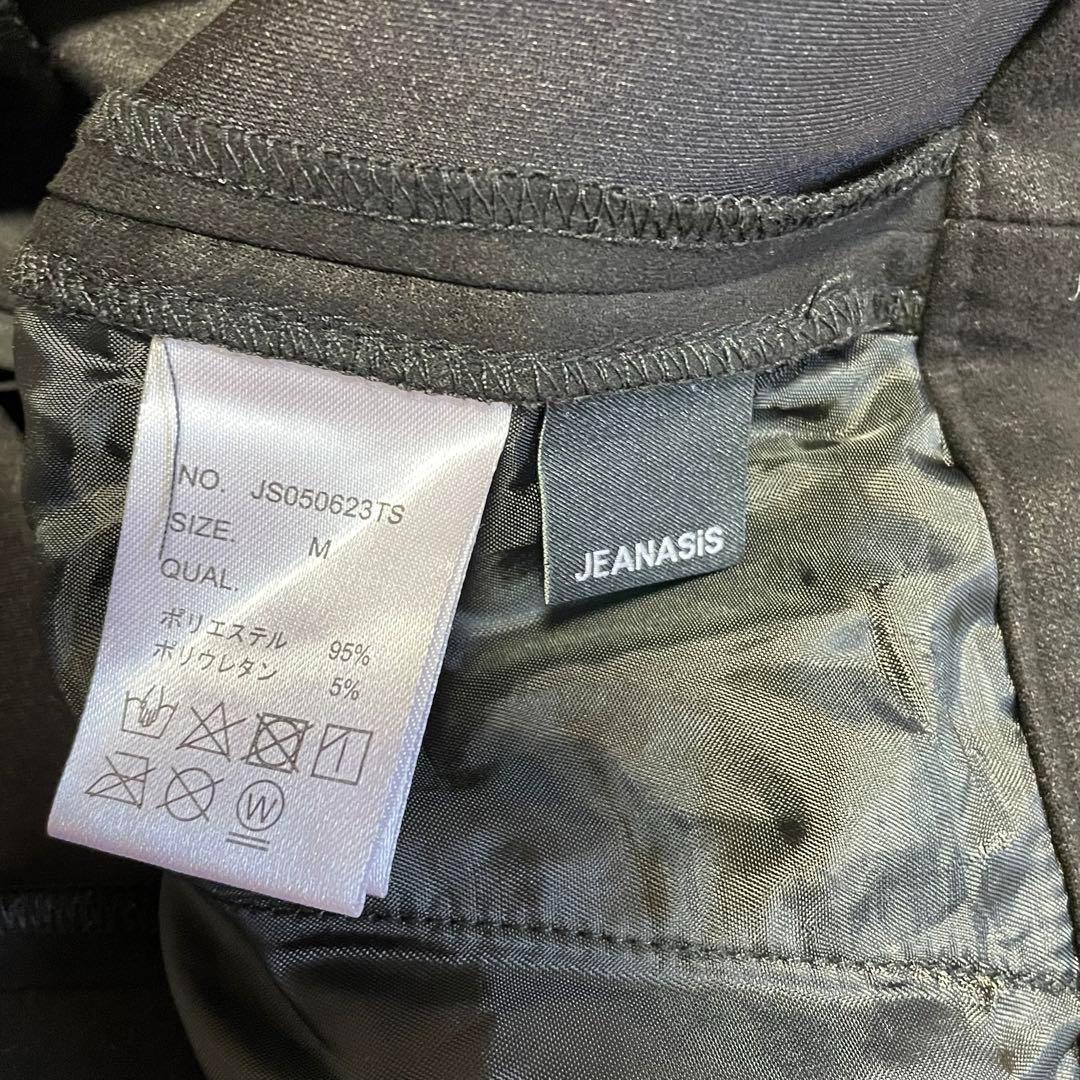 NO. JS050623TS
SIZE. M
QUAL.
ポリエステル 95%
ポリウレタン 5%
W
JEANASiS